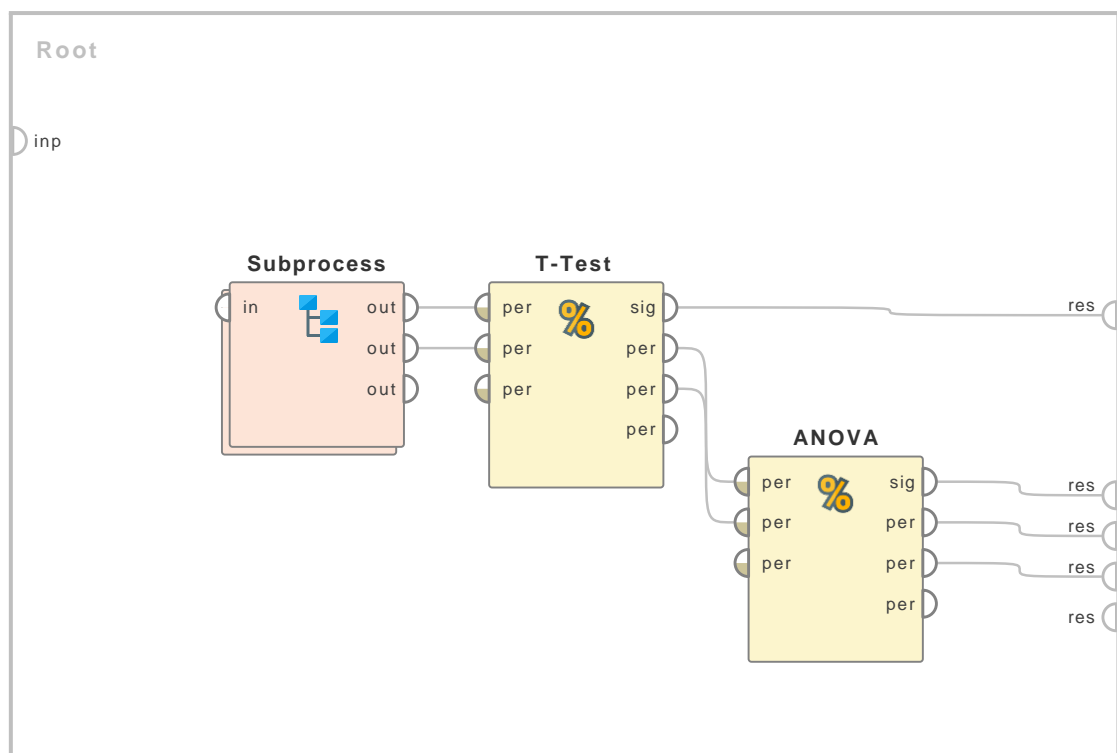 Root
inp
Subprocess
in
out
out
out
T-Test
per
sig
per
per
per
per
per
res
ANOVA
per
sig
per
per
per
per
per
res
res
res
res